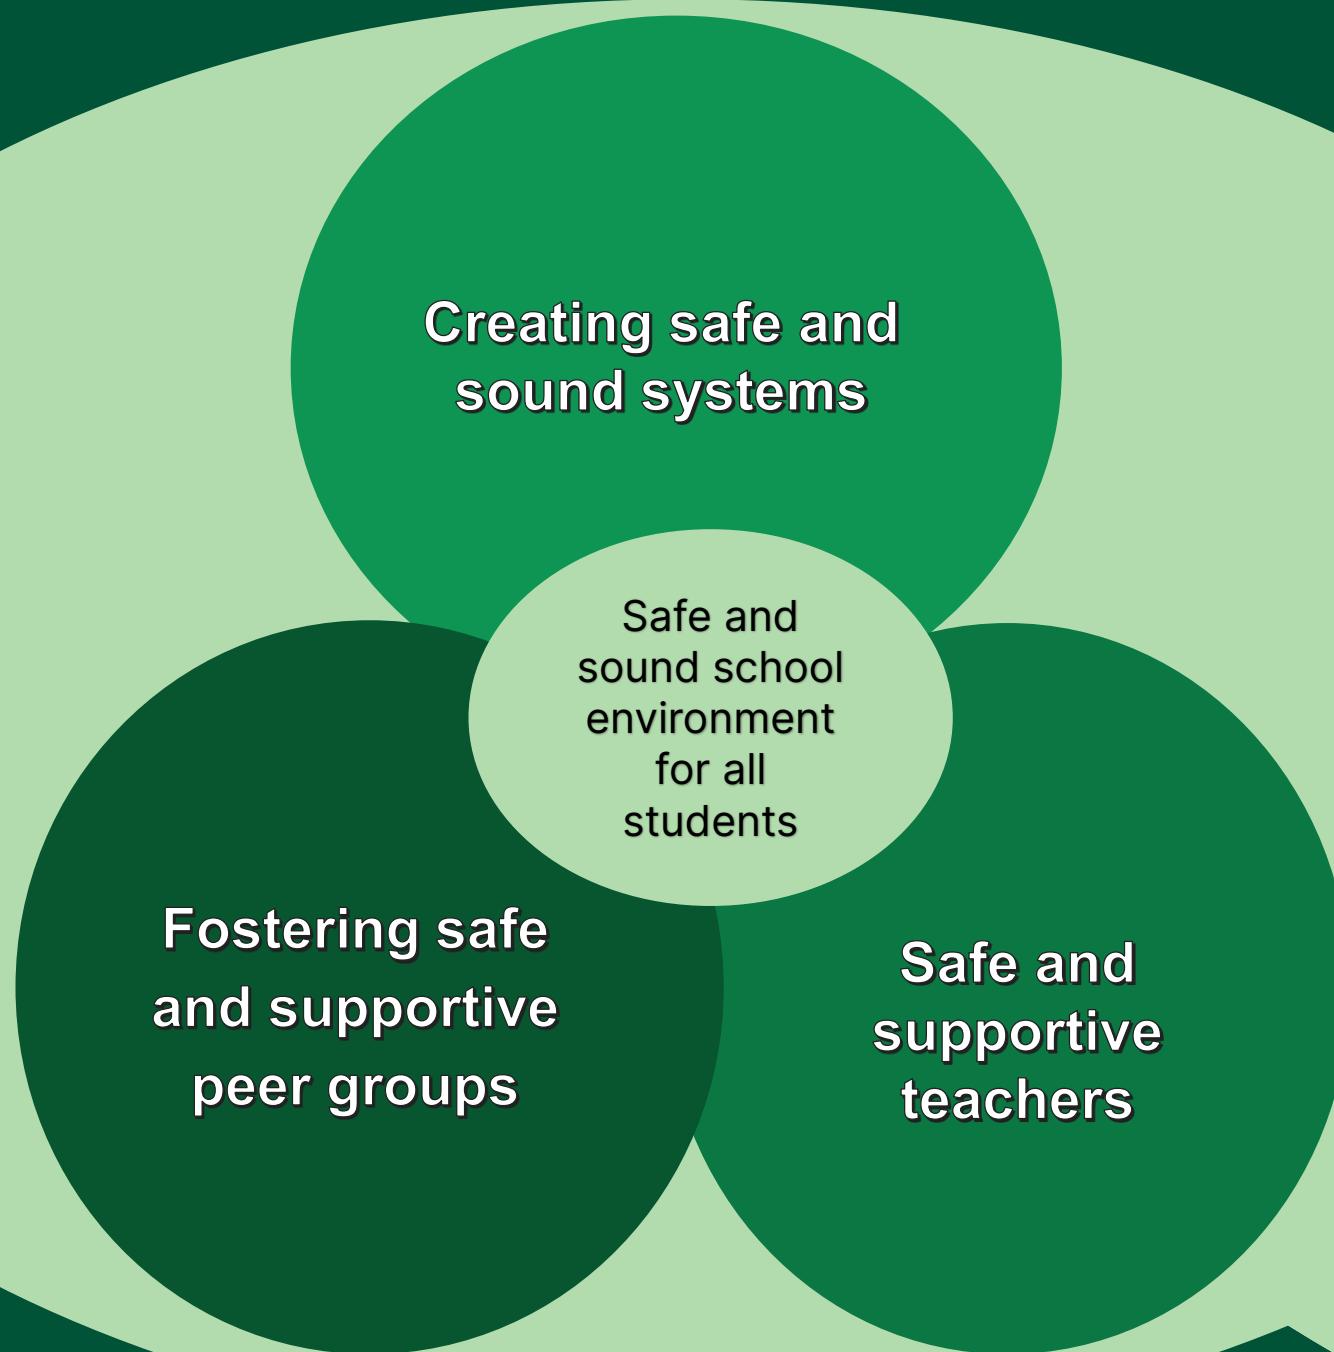 Creating safe and
sound systems
Safe and
sound school
environment
for all
students
Fostering safe
and supportive
peer groups
Safe and
supportive
teachers